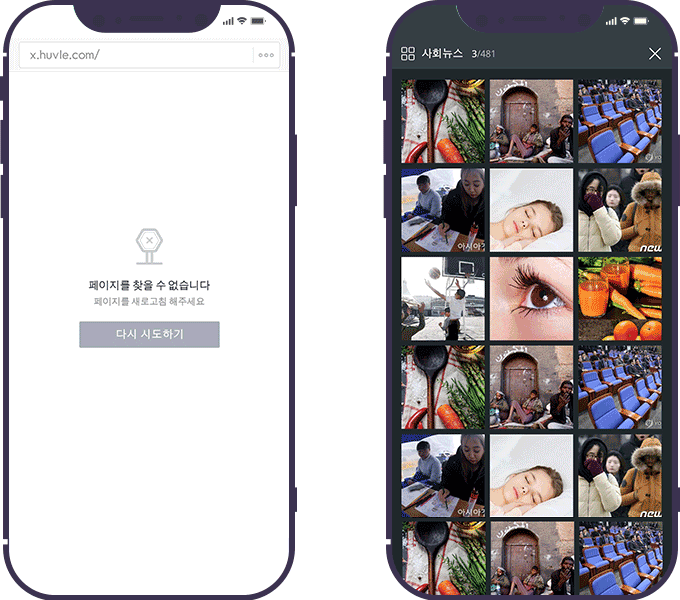 x.huvle.com/
페이지를 찾을 수 없습니다
페이지를 새로고침 해주세요
다시 시도하기
사회뉴스 3/481
아시아
new
아시아
new